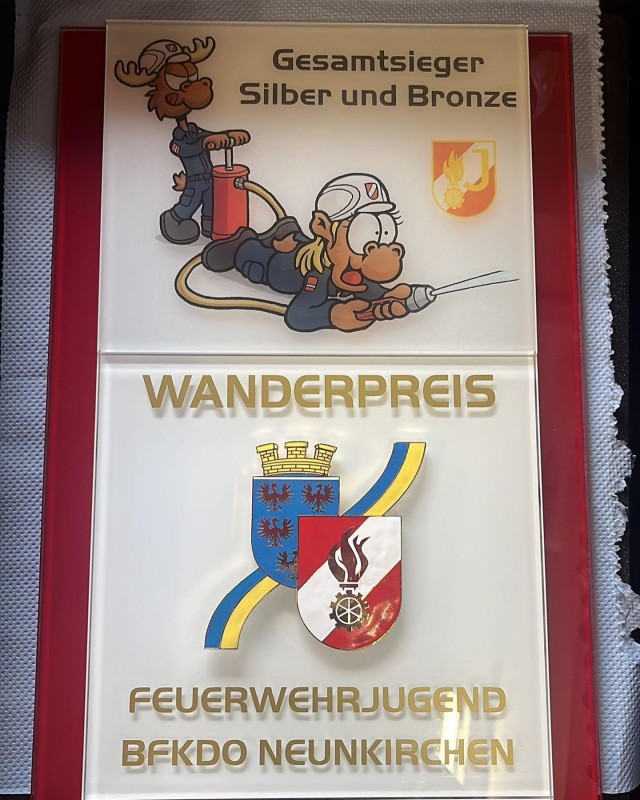 Gesamtsieger
Silber und Bronze
J
WANDERPREIS
FEUERWEHRJUGEND
BFKDO NEUNKIRCHEN